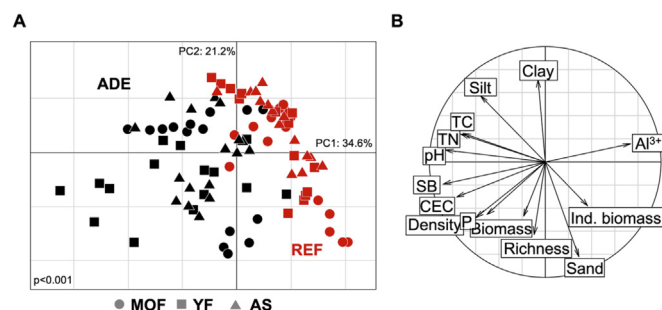 A
PC2: 21.2%
ADE
PC1: 34.6%
REF
p<0.001
MOF YF AS
B
Clay
Silt
TC
TN
pH
Al3+
SB
CEC
Density
P
Biomass
Ind. biomass
Richness
Sand